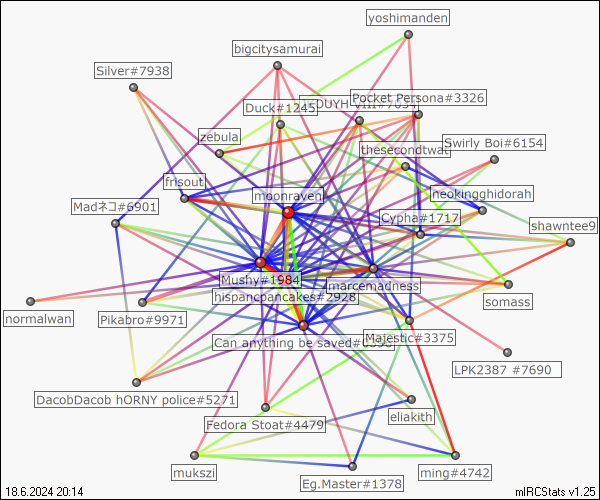 yoshimanden
bigcitysamurai
Silver#7938
Pocket Persona#3326
Duck#1245
zebula
thesecondtwat
Swirly Boi#6154
frisout
moonraven
neokingghidorah
Madネコ#6901
Cypha#1717
shawntee9
Mushy#1984
marcemadness
somass
hispancpancakes#2928
normalwan
Pikabro#9971
Can anything be saved
Majestic#3375
LPK2387 #7690
DacobDacob hORNY police#5271
eliakith
Fedora Stoat#4479
mukszi
ming#4742
Eg.Master#1378
18.6.2024 20:14
mIRCStats v1.25